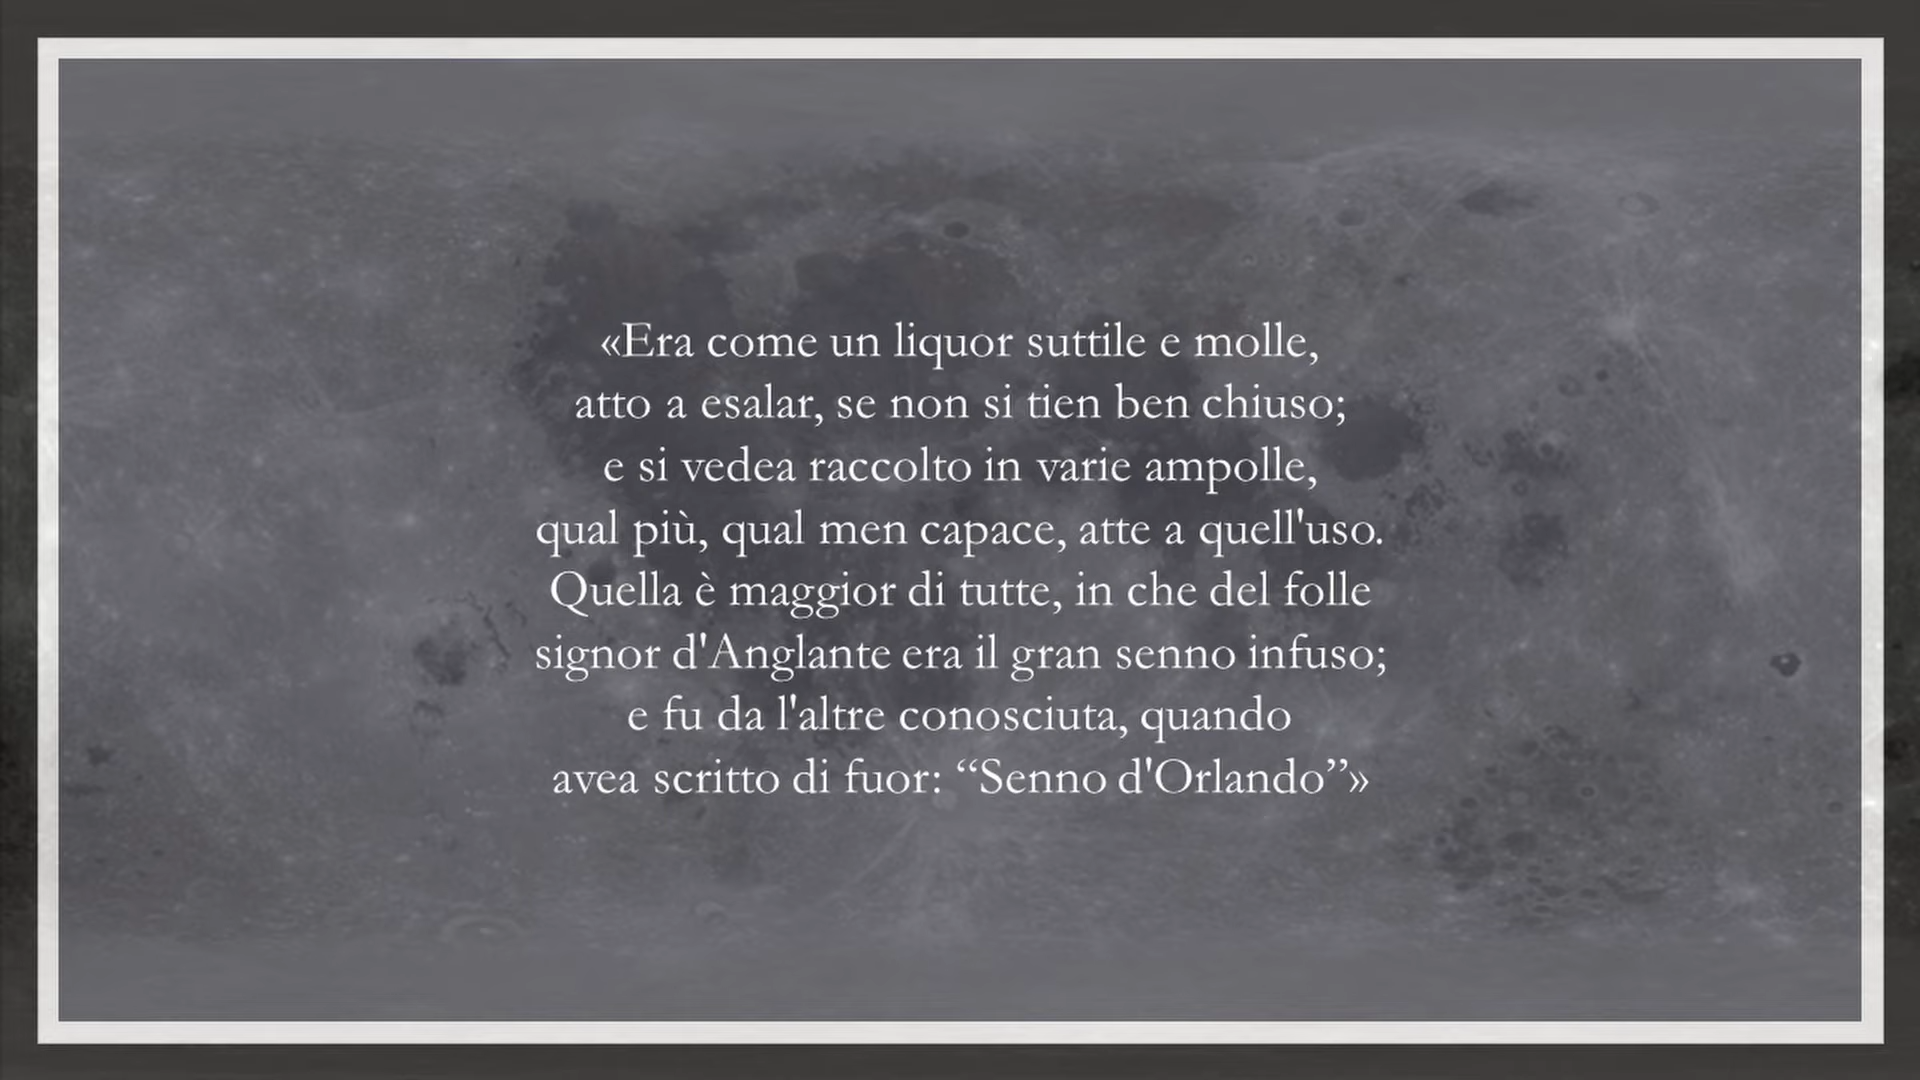 «Era come un liquor suttile e molle,
atto a esalar, se non si tien ben chiuso;
e si vedea raccolto in varie ampolle,
qual più, qual men capace, atte a quell'uso.
Quella è maggior di tutte, in che del folle
signor d'Anglante era il gran senno infuso;
e fu da l'altre conosciuta, quando
avea scritto di fuor: “Senno d'Orlando”»